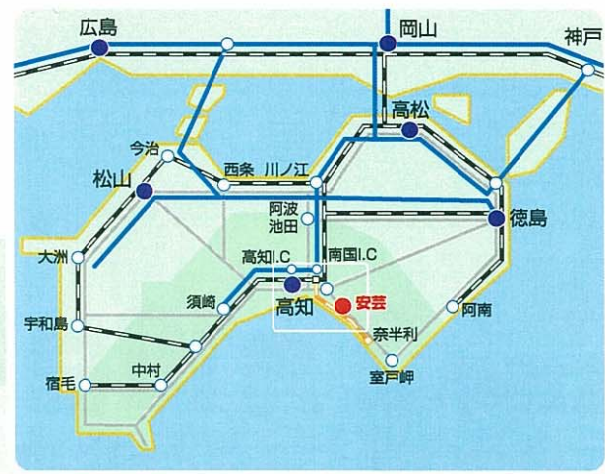 広島
岡山
神戸
高松
今治
西条
川ノ江
松山
阿波
池田
徳島
大洲
高知I.C
南国I.C
須崎
高知
安芸
阿南
宇和島
奈半利
中村
宿毛
室戸岬